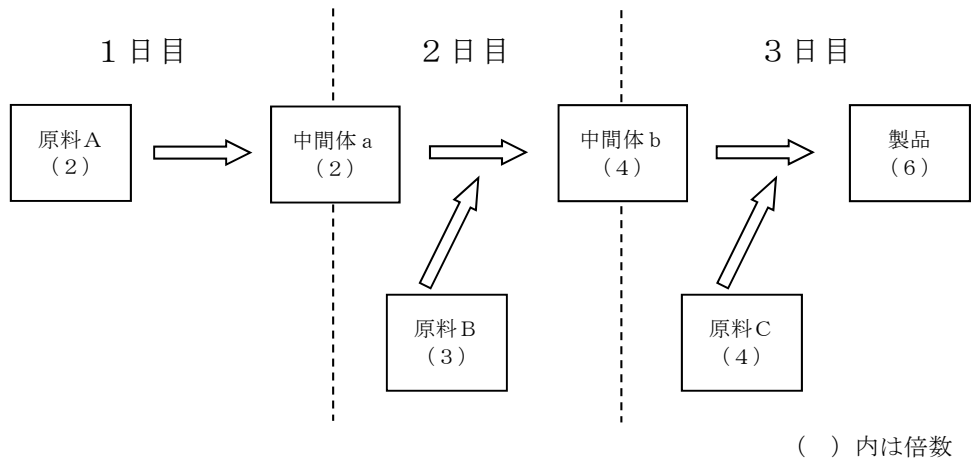 1日目
2日目
3日目
原料A
(2)
中間体a
(2)
中間体b
(4)
製品
(6)
原料B
(3)
原料C
(4)
( )内は倍数